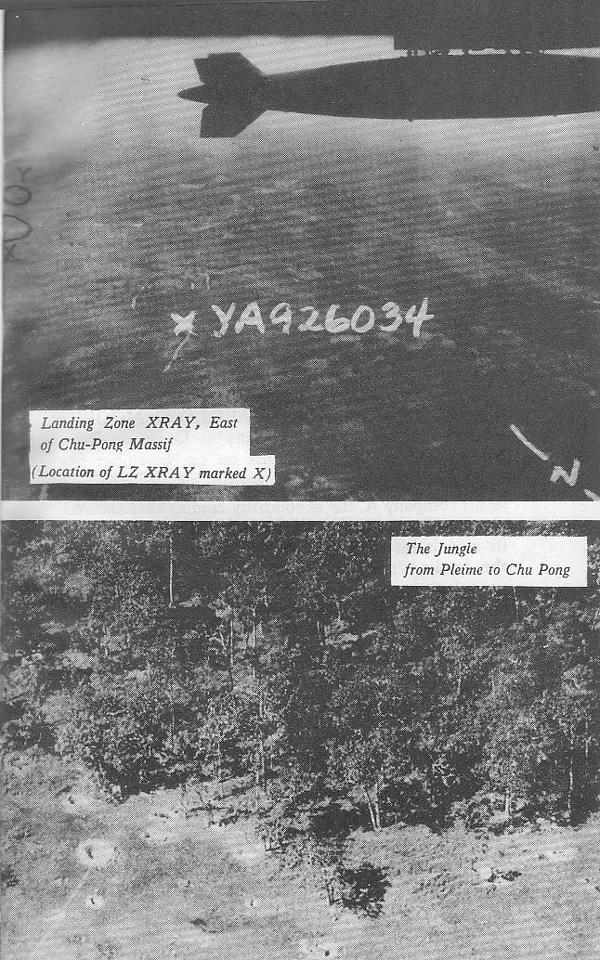 X YA926034
Landing Zone XRAY, East
of Chu-Pong Massif
(Location of LZ XRAY marked X)
N
The Jungle
from Pleime to Chu Pong